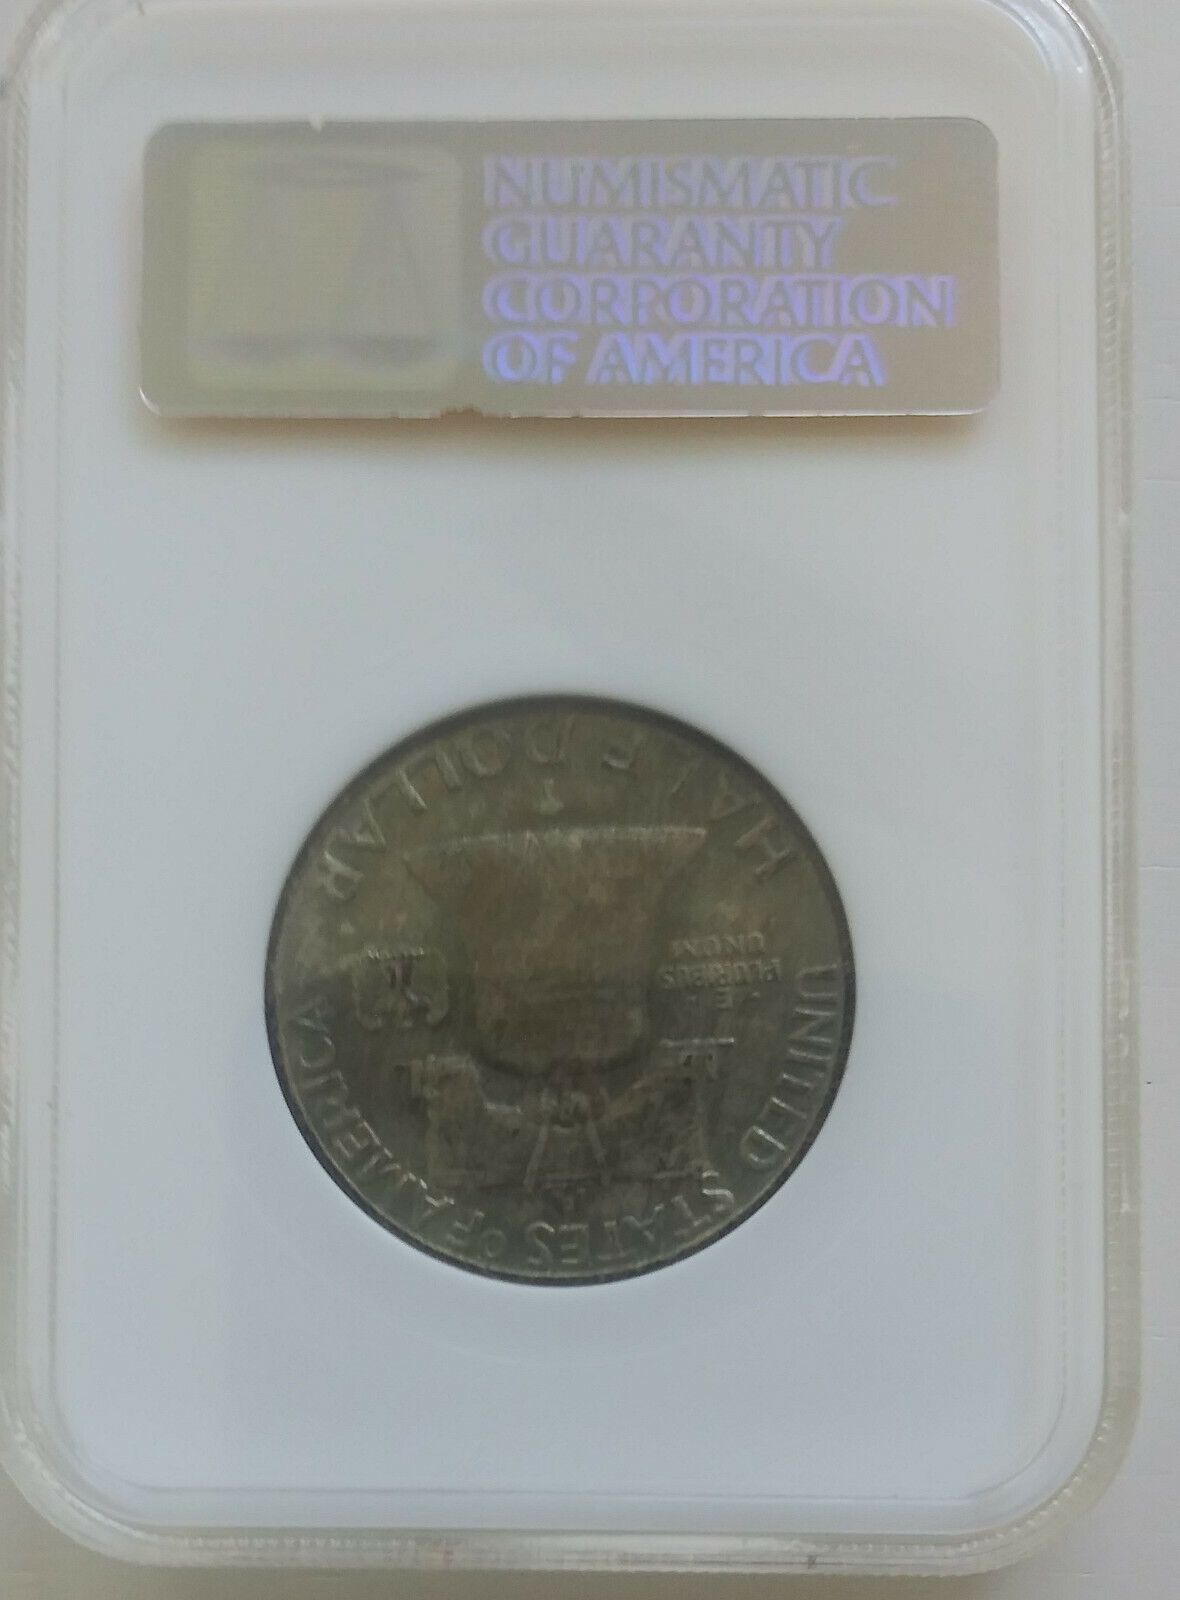 NUMISMATIC
GUARANTY
CORPORATION
OF AMERICA
UNITED STATES OF AMERICA
·E·
PLURIBUS
UNUM
HALF DOLLAR